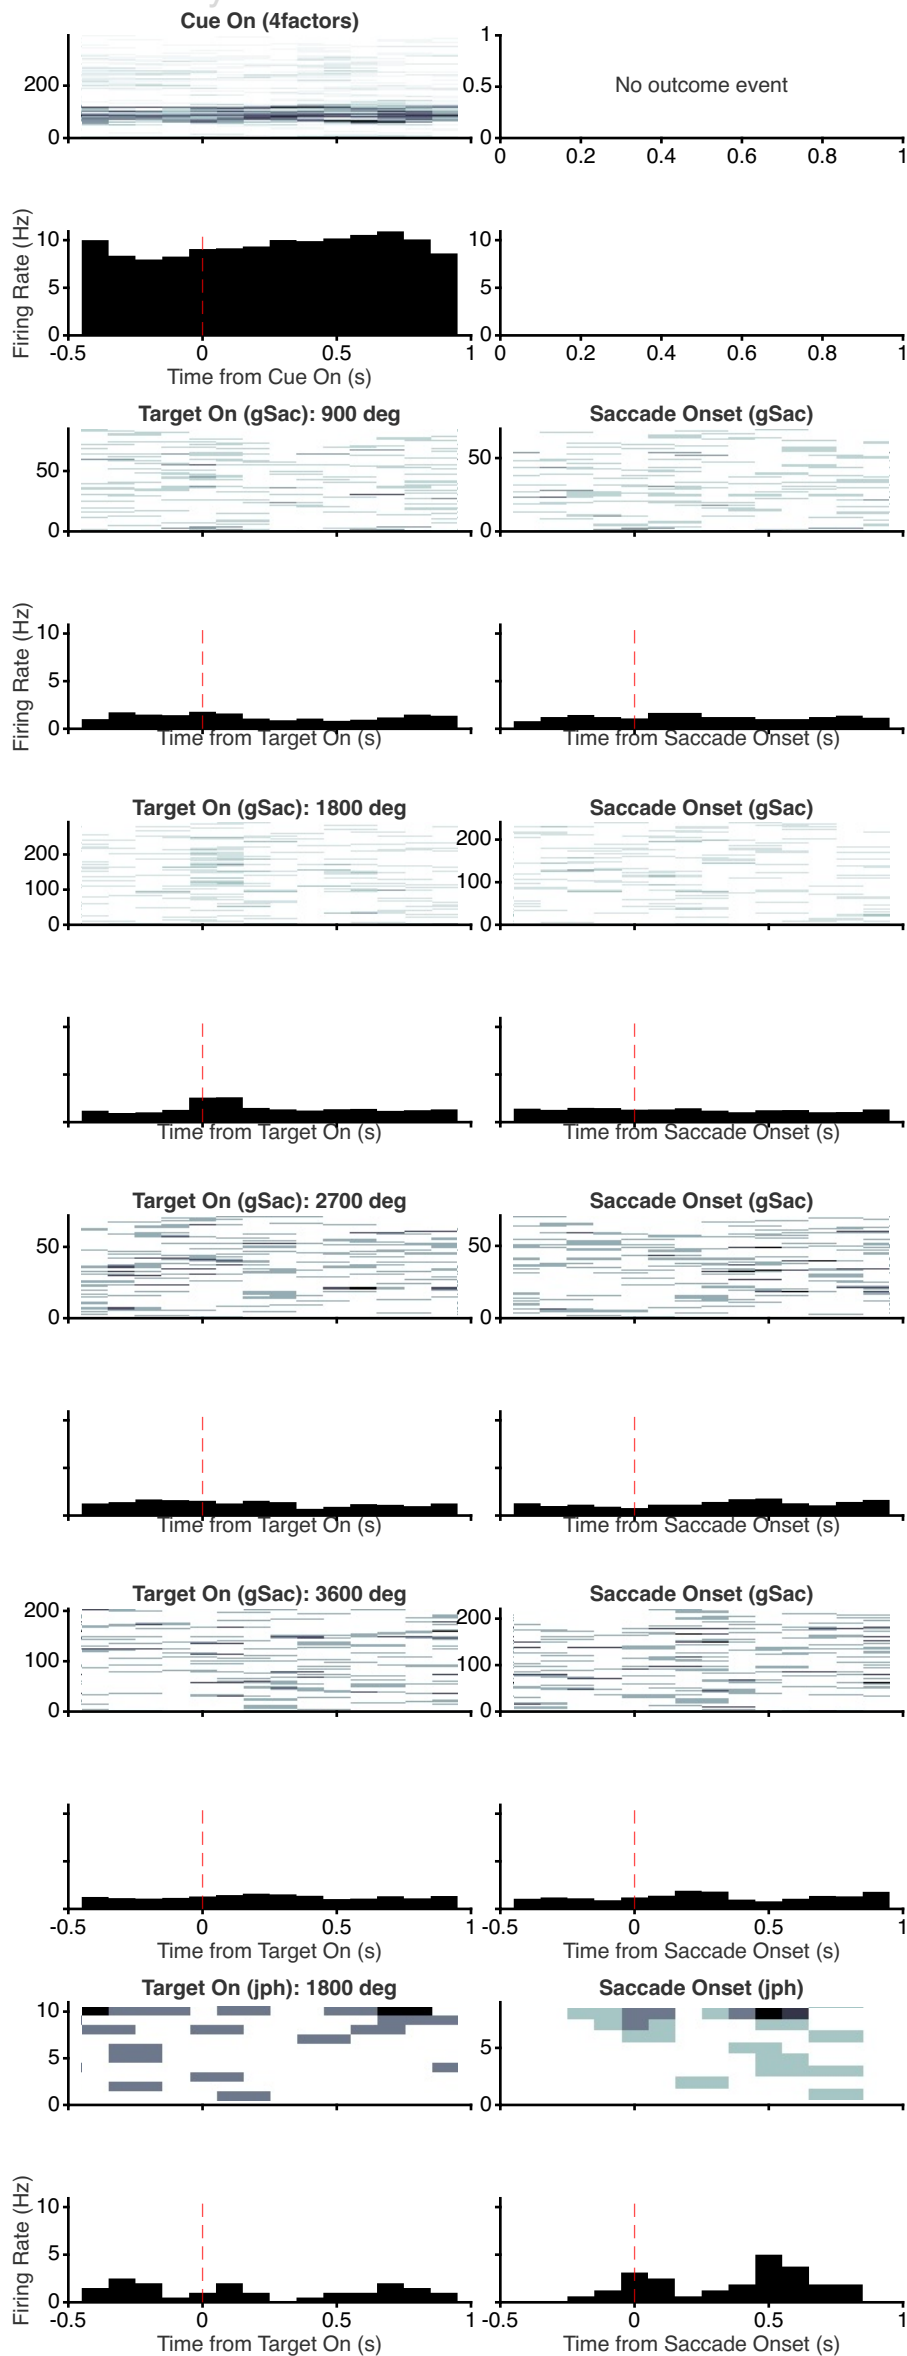 Cue On (4factors)
200
0
1
0.5
0
No outcome event
0 0.2 0.4 0.6 0.8 1
Firing Rate (Hz)
10
5
0
-0.5 0 0.5 1
Time from Cue On (s)
10
5
0
0 0.2 0.4 0.6 0.8 1
Target On (gSac): 900 deg
50
0
Saccade Onset (gSac)
50
0
Firing Rate (Hz)
10
5
0
Time from Target On (s)
Time from Saccade Onset (s)
Target On (gSac): 1800 deg
200
100
0
Saccade Onset (gSac)
200
100
0
Time from Target On (s)
Time from Saccade Onset (s)
Target On (gSac): 2700 deg
50
0
Saccade Onset (gSac)
50
0
Time from Target On (s)
Time from Saccade Onset (s)
Target On (gSac): 3600 deg
200
100
0
Saccade Onset (gSac)
200
100
0
-0.5 0 0.5 1
Time from Target On (s)
-0.5 0 0.5 1
Time from Saccade Onset (s)
Target On (jph): 1800 deg
10
5
0
Saccade Onset (jph)
5
0
Firing Rate (Hz)
10
5
0
-0.5 0 0.5 1
Time from Target On (s)
-0.5 0 0.5 1
Time from Saccade Onset (s)